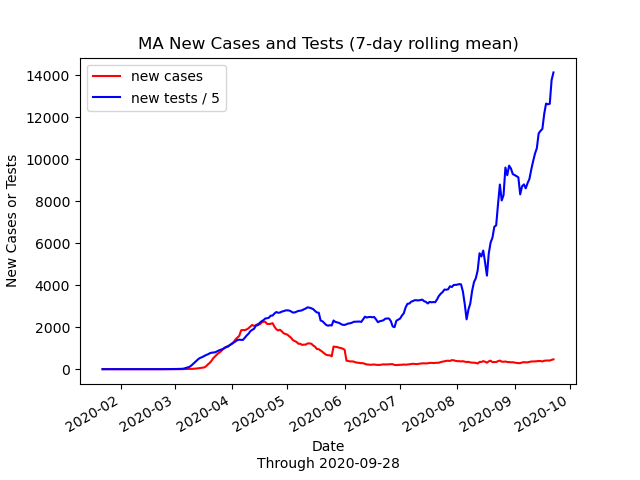 MA New Cases and Tests (7-day rolling mean)
new cases
new tests / 5
14000
12000
10000
8000
6000
4000
2000
0
New Cases or Tests
2020-02
2020-03
2020-04
2020-05
2020-06
2020-07
2020-08
2020-09
2020-10
Date
Through 2020-09-28